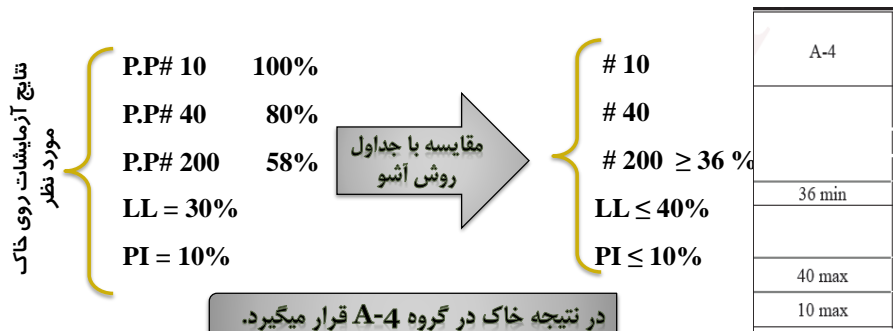 نتایج آزمایشات روی خاک
مورد نظر
P.P# 10 100%
P.P# 40 80%
P.P# 200 58%
LL = 30%
PI = 10%
مقایسه با جداول
روش آشو
# 10
# 40
# 200 ≥ 36 %
LL ≤ 40%
PI ≤ 10%
A-4
36 min
40 max
10 max
در نتیجه خاک در گروه A-4 قرار میگیرد.